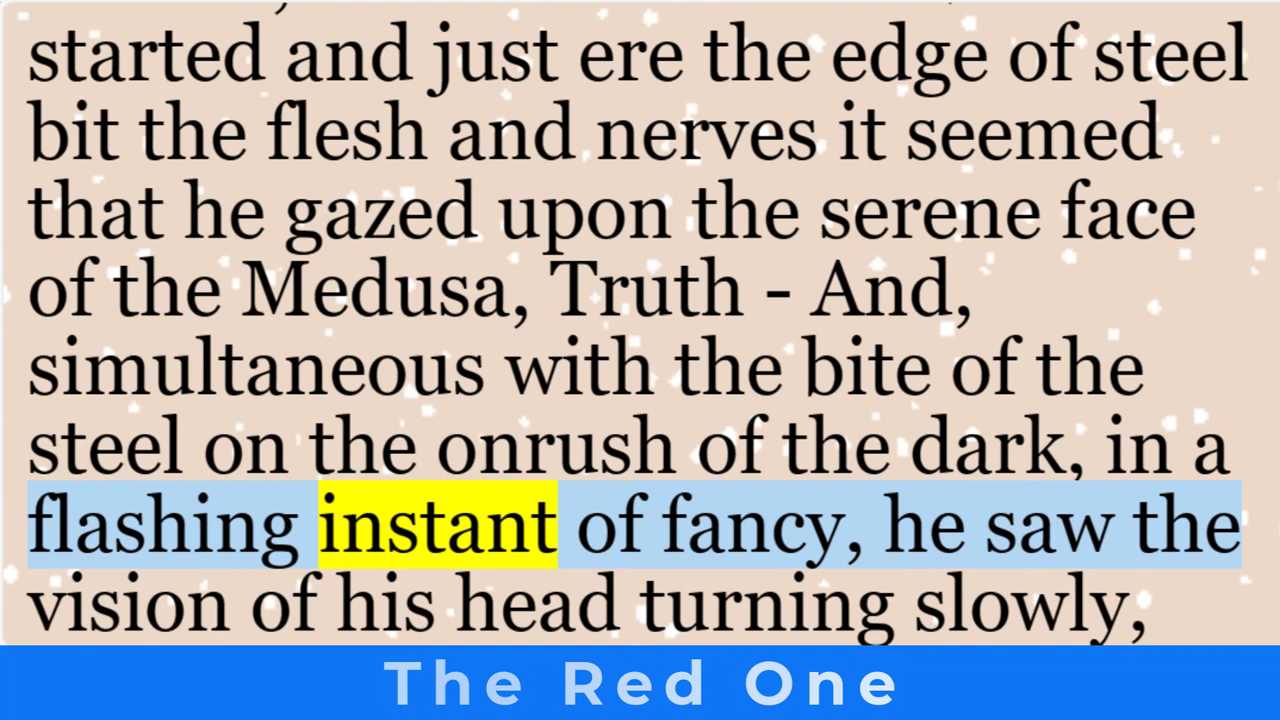 started and just ere the edge of steel
bit the flesh and nerves it seemed
that he gazed upon the serene face
of the Medusa, Truth - And,
simultaneous with the bite of the
steel on the onrush of the dark, in a
flashing instant of fancy, he saw the
vision of his head turning slowly,
The Red One